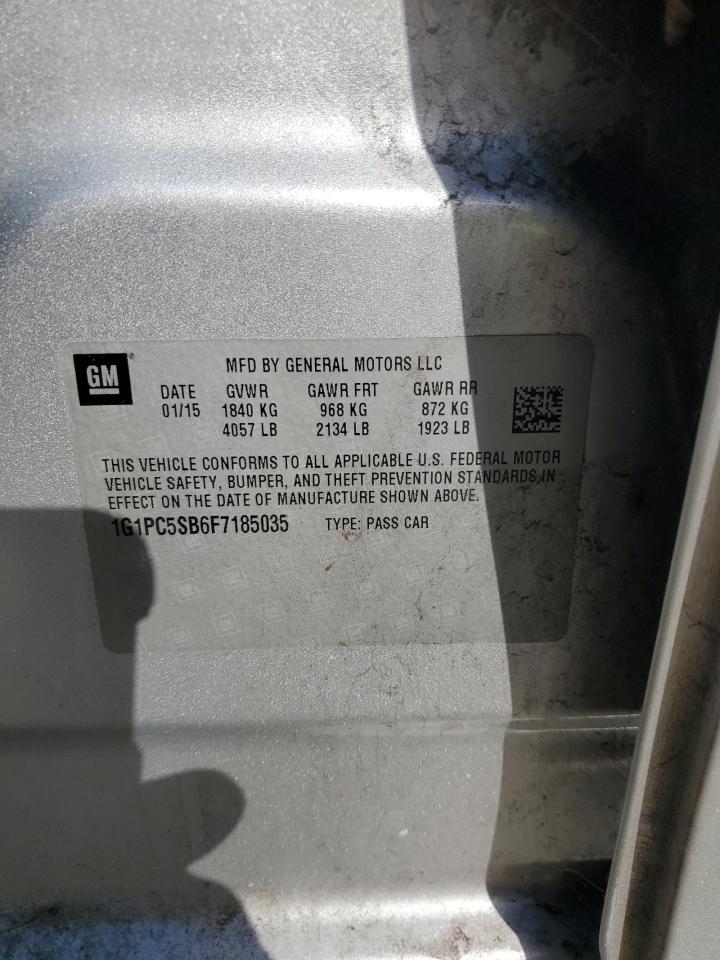 GM ®
MFD BY GENERAL MOTORS LLC
DATE GVWR GAWR FRT GAWR RR
01/15 1840 KG 968 KG 872 KG
4057 LB 2134 LB 1923 LB
THIS VEHICLE CONFORMS TO ALL APPLICABLE U.S. FEDERAL MOTOR
VEHICLE SAFETY, BUMPER, AND THEFT PREVENTION STANDARDS IN
EFFECT ON THE DATE OF MANUFACTURE SHOWN ABOVE.
1G1PC5SB6F7185035 TYPE: PASS CAR